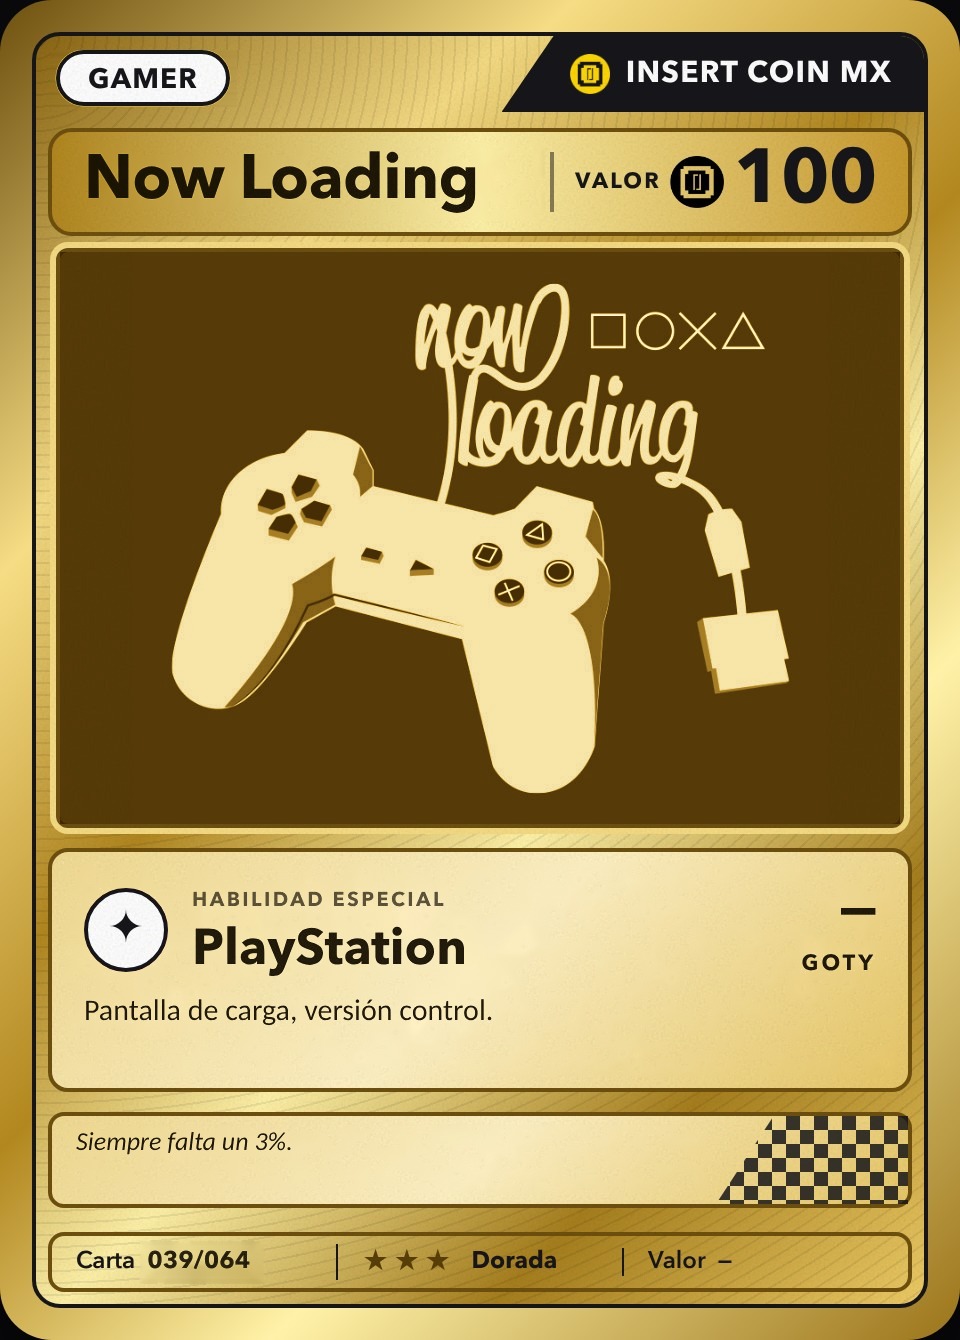 GAMER
INSERT COIN MX
Now Loading
VALOR 100
now
loading
HABILIDAD ESPECIAL
PlayStation
–
GOTY
Pantalla de carga, versión control.
Siempre falta un 3%.
Carta 039/064
★★★ Dorada
Valor –